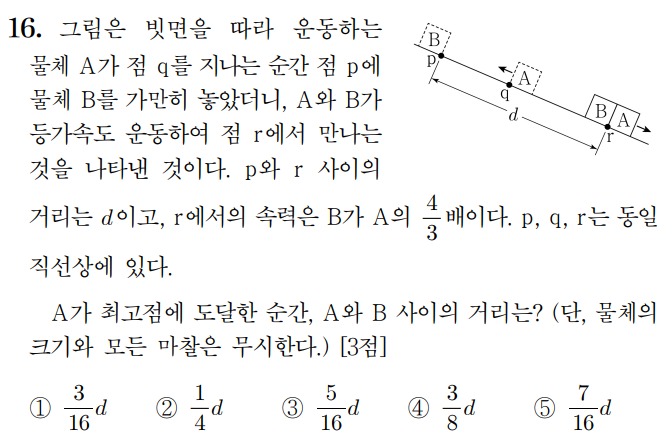 16. 그림은 빗면을 따라 운동하는
물체 A가 점 q를 지나는 순간 점 p에
물체 B를 가만히 놓았더니, A와 B가
등가속도 운동하여 점 r에서 만나는
것을 나타낸 것이다. p와 r 사이의
거리는 d이고, r에서의 속력은 B가 A의 4/3배이다. p, q, r는 동일
직선상에 있다.
A가 최고점에 도달한 순간, A와 B 사이의 거리는? (단, 물체의
크기와 모든 마찰은 무시한다.) [3점]
① 3/16 d ② 1/4 d ③ 5/16 d ④ 3/8 d ⑤ 7/16 d
B
p
A
q
d
B A
r